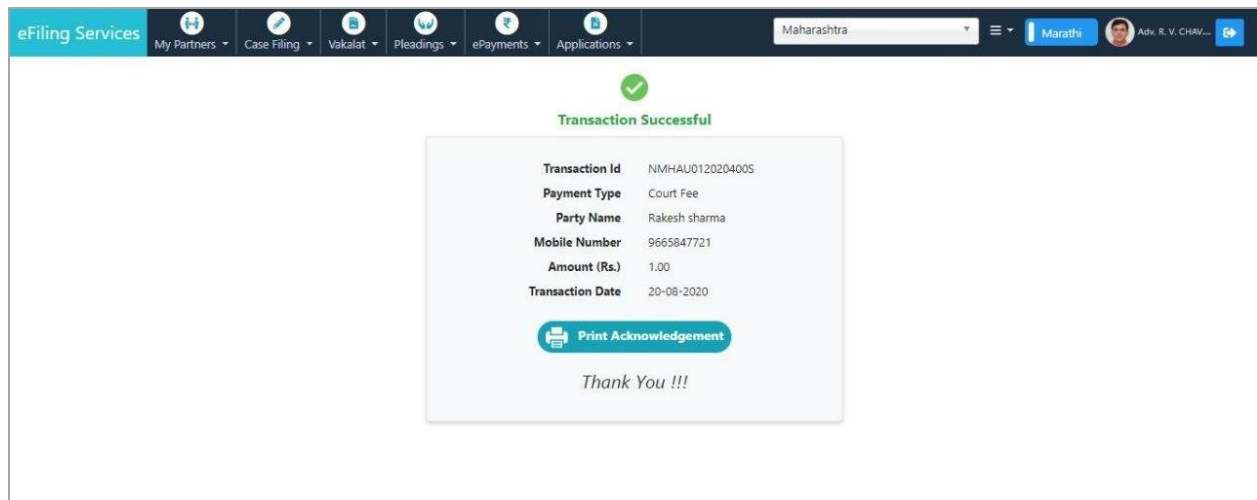 eFiling Services My Partners Case Filing Vakalat Pleadings ePayments Applications Maharashtra Marathi Adv. R. V. CHAV...
Transaction Successful
Transaction Id NMHAU012020400S
Payment Type Court Fee
Party Name Rakesh sharma
Mobile Number 9665847721
Amount (Rs.) 1.00
Transaction Date 20-08-2020
Print Acknowledgement
Thank You !!!